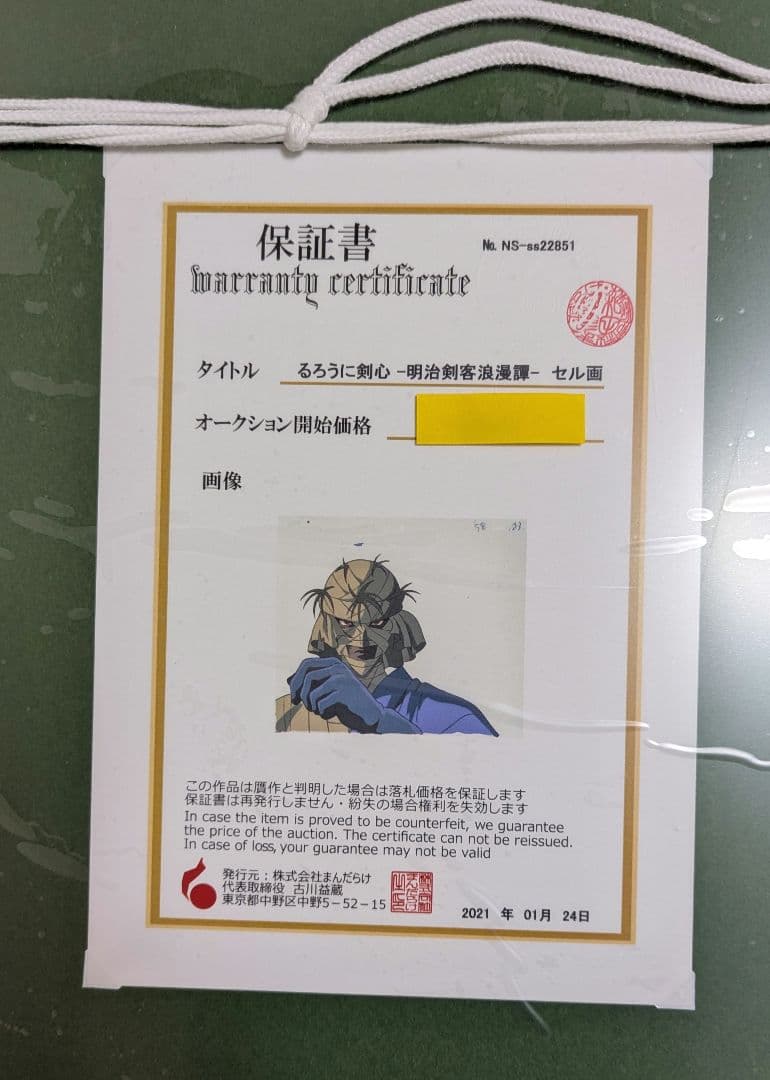 保証書
№ NS-ss22851
warranty certificate
タイトル るろうに剣心 -明治剣客浪漫譚- セル画
オークション開始価格
画像
この作品は贋作と判明した場合は落札価格を保証します
保証書は再発行しません・紛失の場合権利を失効します
In case the item is proved to be counterfeit, we guarantee
the price of the auction. The certificate can not be reissued.
In case of loss, your guarantee may not be valid
発行元：株式会社まんだらけ
代表取締役 古川益蔵
東京都中野区中野5-52-15
2021 年 01月 24日